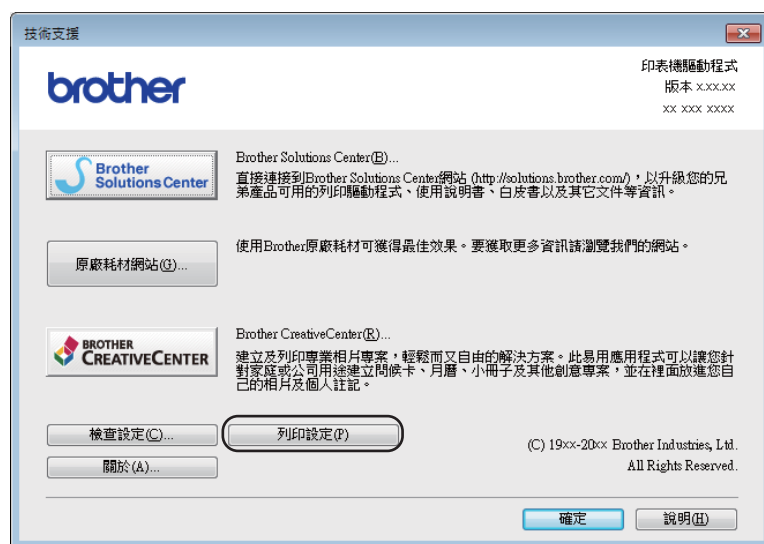 技術支援
brother
印表機驅動程式
版本 x.xx.xx
xx xxx xxxx
Brother
Solutions Center
Brother Solutions Center(B)...
直接連接到Brother Solutions Center網站 (http://solutions.brother.com/)，以升級您的兄
弟產品可用的列印驅動程式、使用說明書、白皮書以及其它文件等資訊。
原廠耗材網站(G)...
使用Brother原廠耗材可獲得最佳效果。要獲取更多資訊請瀏覽我們的網站。
BROTHER
CREATIVECENTER
Brother CreativeCenter(R)...
建立及列印專業相片專案，輕鬆而又自由的解決方案。此易用應用程式可以讓您針
對家庭或公司用途建立問候卡、月曆、小冊子及其他創意專案，並在裡面放進您自
己的相片及個人註記。
檢查設定(C)...
列印設定(P)
關於(A)...
(C) 19xx-20xx Brother Industries, Ltd.
All Rights Reserved.
確定
說明(H)